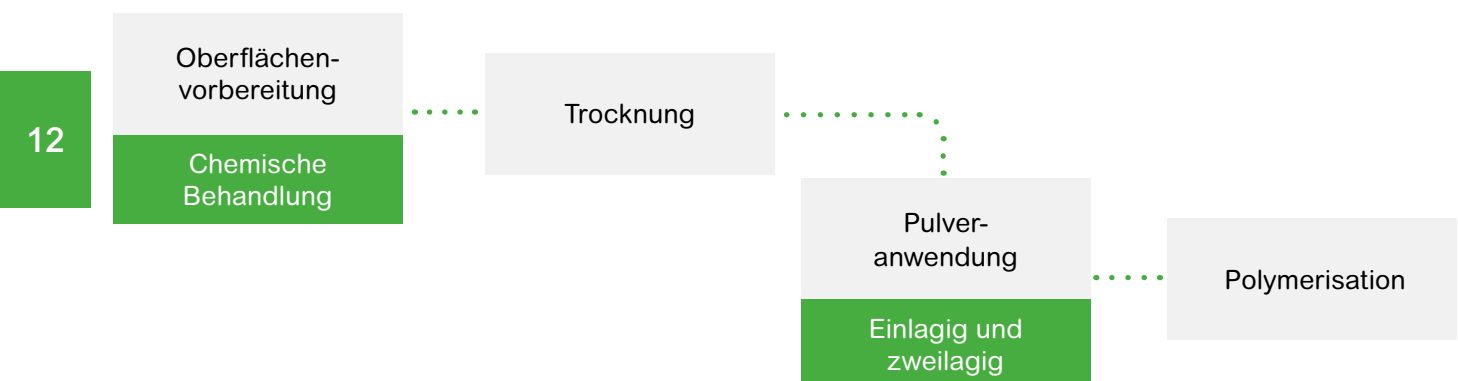 12
Oberflächen-
vorbereitung
Chemische
Behandlung
Trocknung
Pulver-
anwendung
Einlagig und
zweilagig
Polymerisation